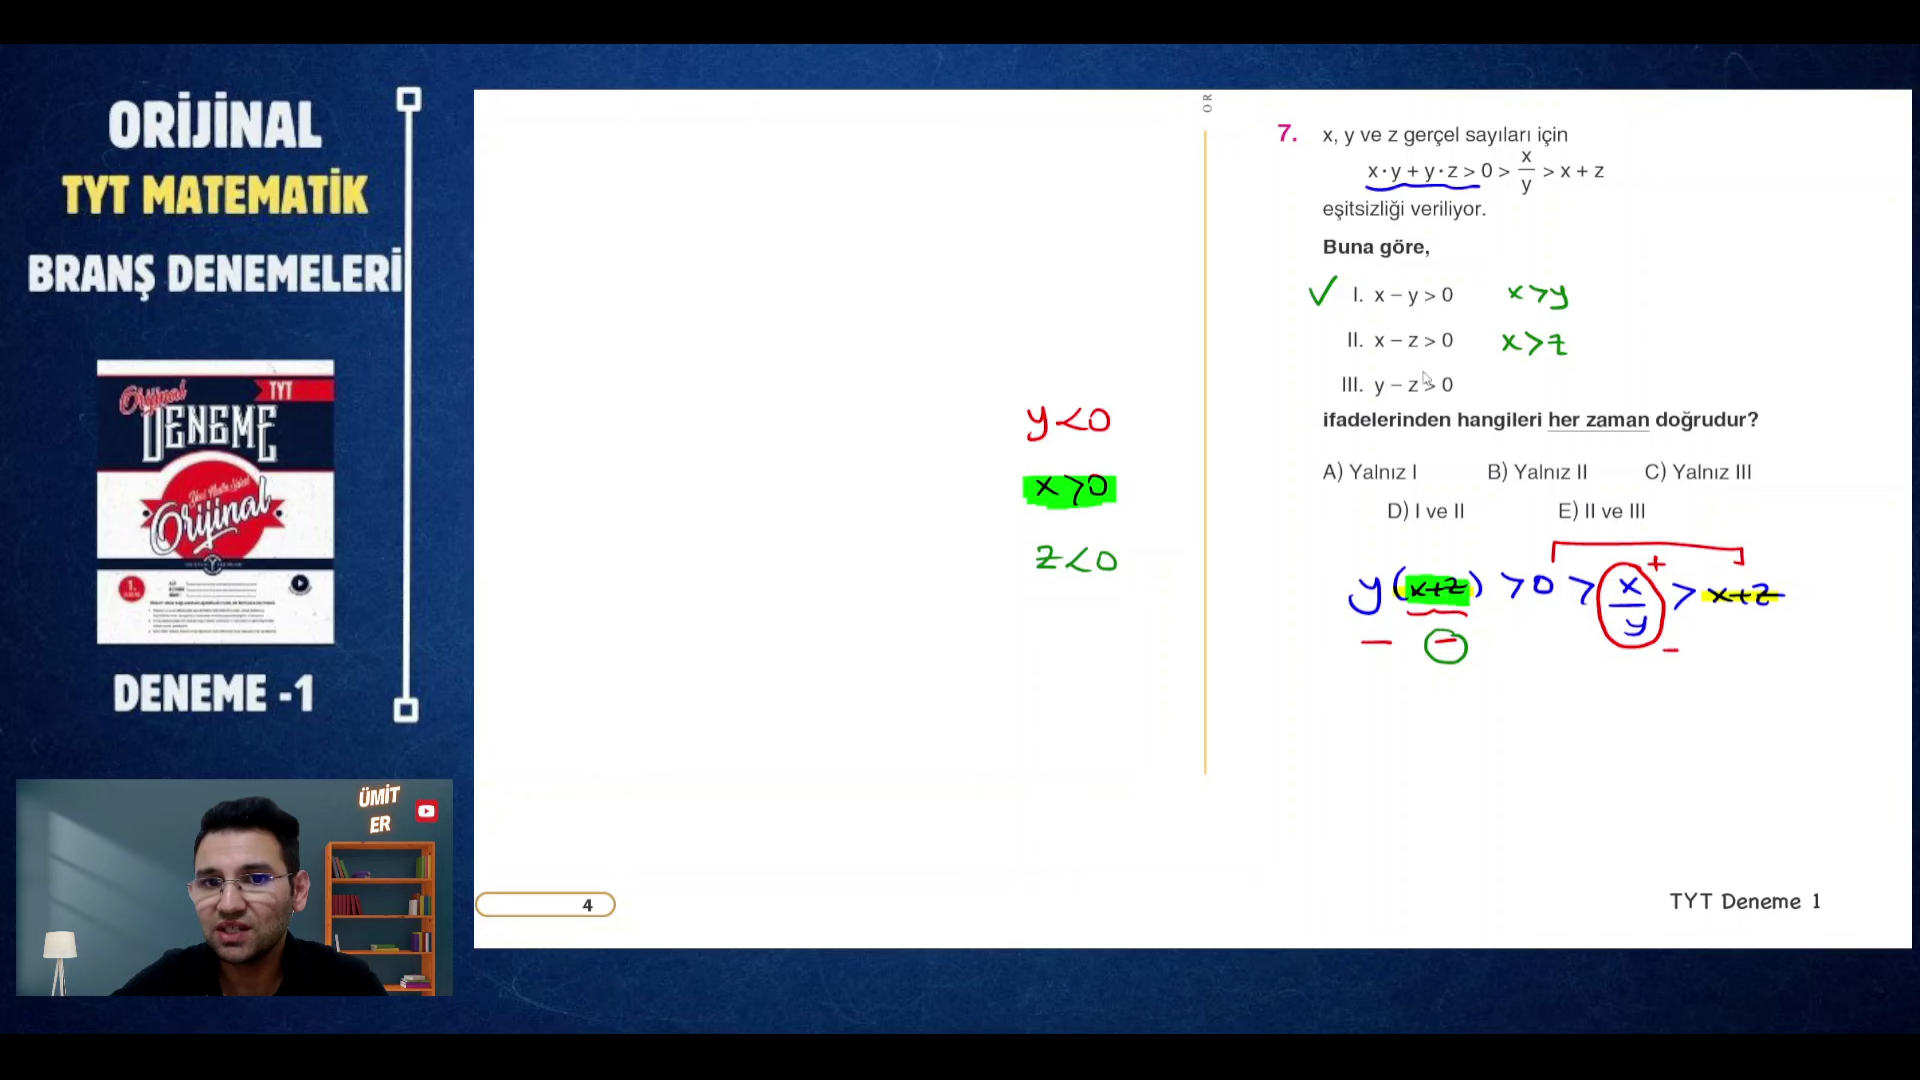 ORİJİNAL
TYT MATEMATİK
BRANŞ DENEMELERİ
Orijinal
TYT
DENEME
Orijinal
1.
DENEME -1
ÜMİT
ER
y<0
x>0
z<0
4
OR
7. x, y ve z gerçel sayıları için
x·y + y·z > 0 > x/y > x + z
eşitsizliği veriliyor.
Buna göre,
✓ I. x − y > 0 x>y
II. x − z > 0 x>z
III. y − z > 0
ifadelerinden hangileri her zaman doğrudur?
A) Yalnız I B) Yalnız II C) Yalnız III
D) I ve II E) II ve III
y(x+z) >0 > x/y > x+z
+
− − −
TYT Deneme 1